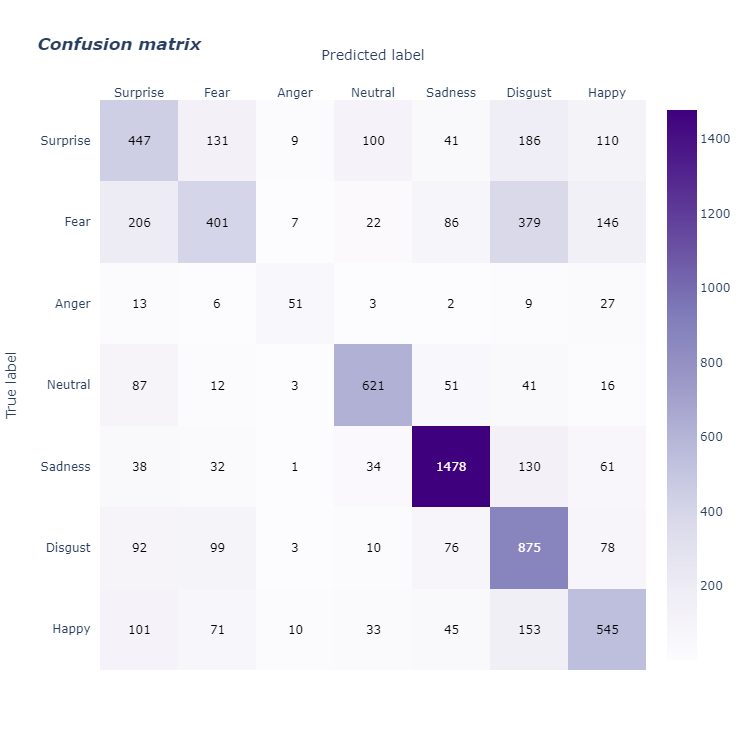 Confusion matrix
Predicted label
Surprise Fear Anger Neutral Sadness Disgust Happy
Surprise 447 131 9 100 41 186 110
Fear 206 401 7 22 86 379 146
Anger 13 6 51 3 2 9 27
Neutral 87 12 3 621 51 41 16
Sadness 38 32 1 34 1478 130 61
Disgust 92 99 3 10 76 875 78
Happy 101 71 10 33 45 153 545
True label
1400
1200
1000
800
600
400
200